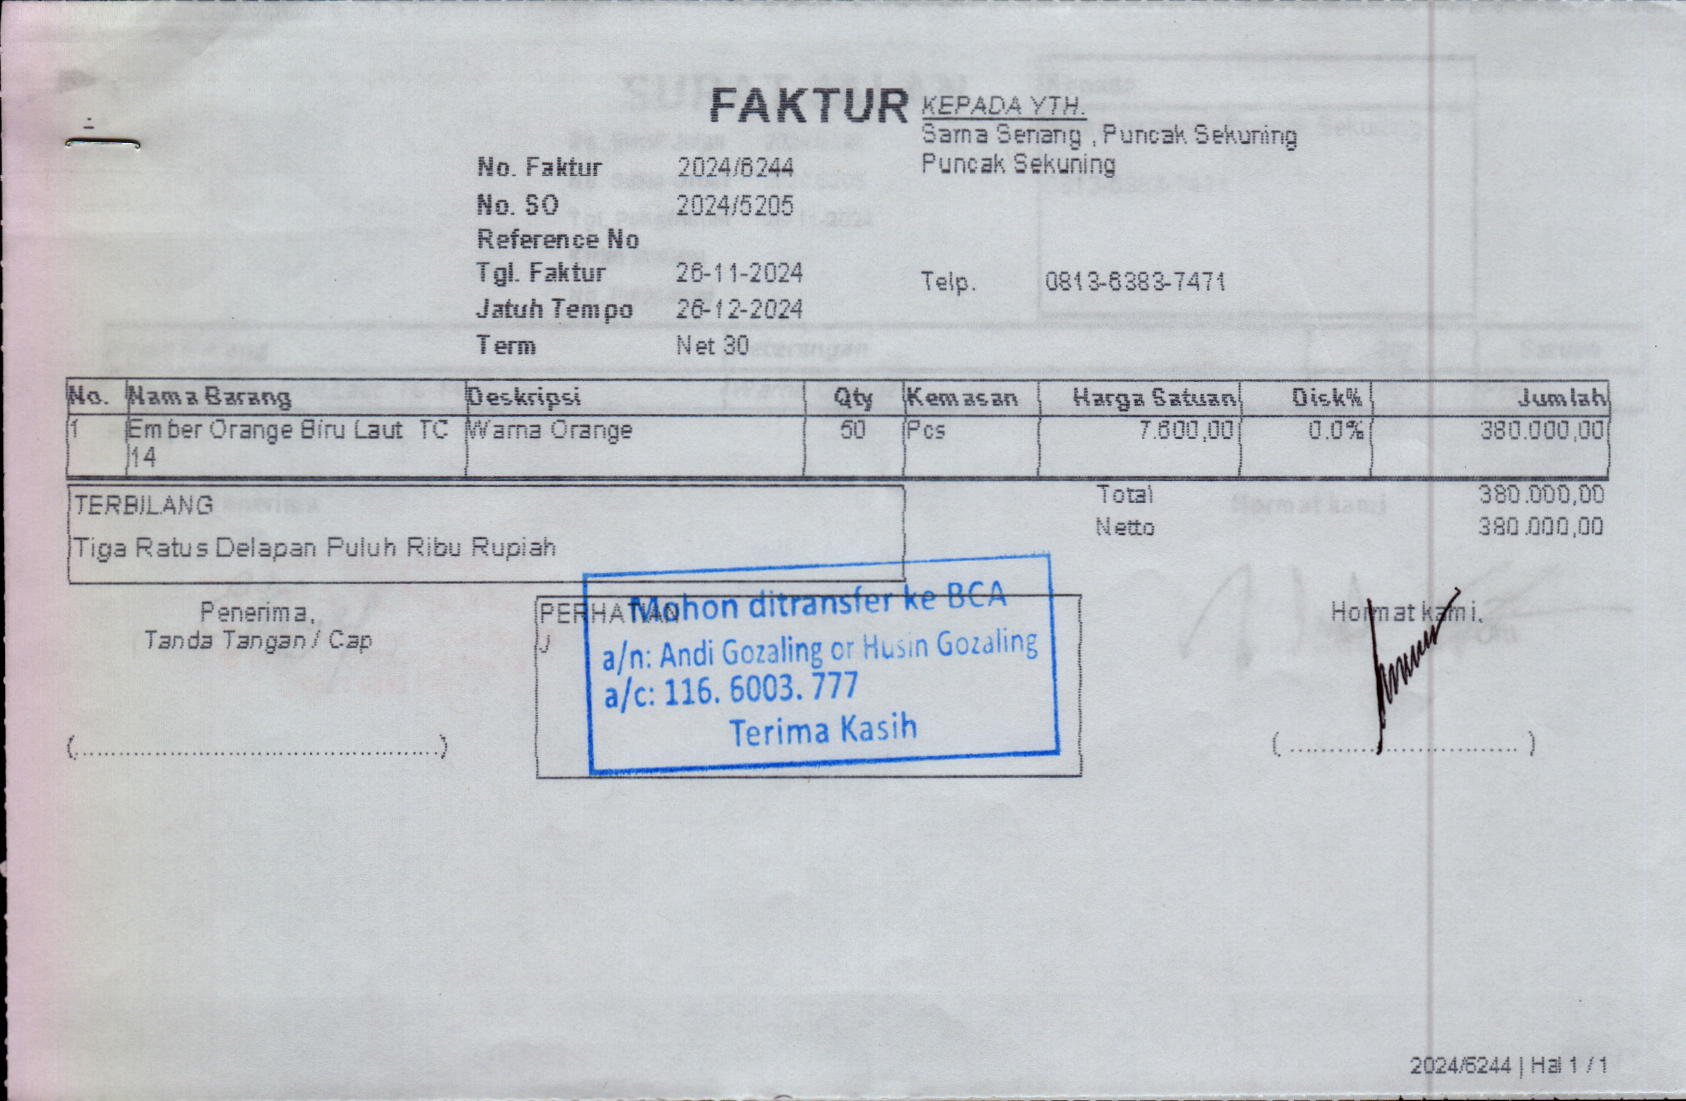 FAKTUR
No. Faktur 2024/6244
No. SO 2024/5205
Reference No
Tgl. Faktur 26-11-2024
Jatuh Tempo 26-12-2024
Term Net 30
KEPADA YTH.
Sama Senang , Puncak Sekuning
Puncak Sekuning
Telp. 0813-6383-7471
No. Nama Barang Deskripsi Qty Kemasan Harga Satuan Disk% Jumlah
1 Ember Orange Biru Laut TC Warna Orange 50 Pcs 7.600,00 0.0% 380.000,00
14
TERBILANG
Tiga Ratus Delapan Puluh Ribu Rupiah
Total 380.000,00
Netto 380.000,00
Penerima,
Tanda Tangan / Cap
(...........................................)
PERHATIAN
Mohon ditransfer ke BCA
a/n: Andi Gozaling or Husin Gozaling
a/c: 116. 6003. 777
Terima Kasih
Hormat kami,
( ............................ )
2024/6244 | Hal 1 / 1